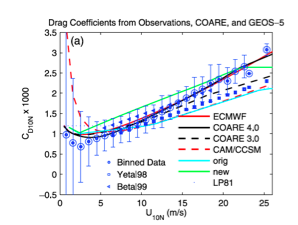 Drag Coefficients from Observations, COARE, and GEOS-5
(a)
C_D10N x 1000
3.5
3
2.5
2
1.5
1
0.5
0
-0.5
0 5 10 15 20 25
U_10N (m/s)
Binned Data
Yetal98
Betal99
ECMWF
COARE 4.0
COARE 3.0
CAM/CCSM
orig
new
LP81